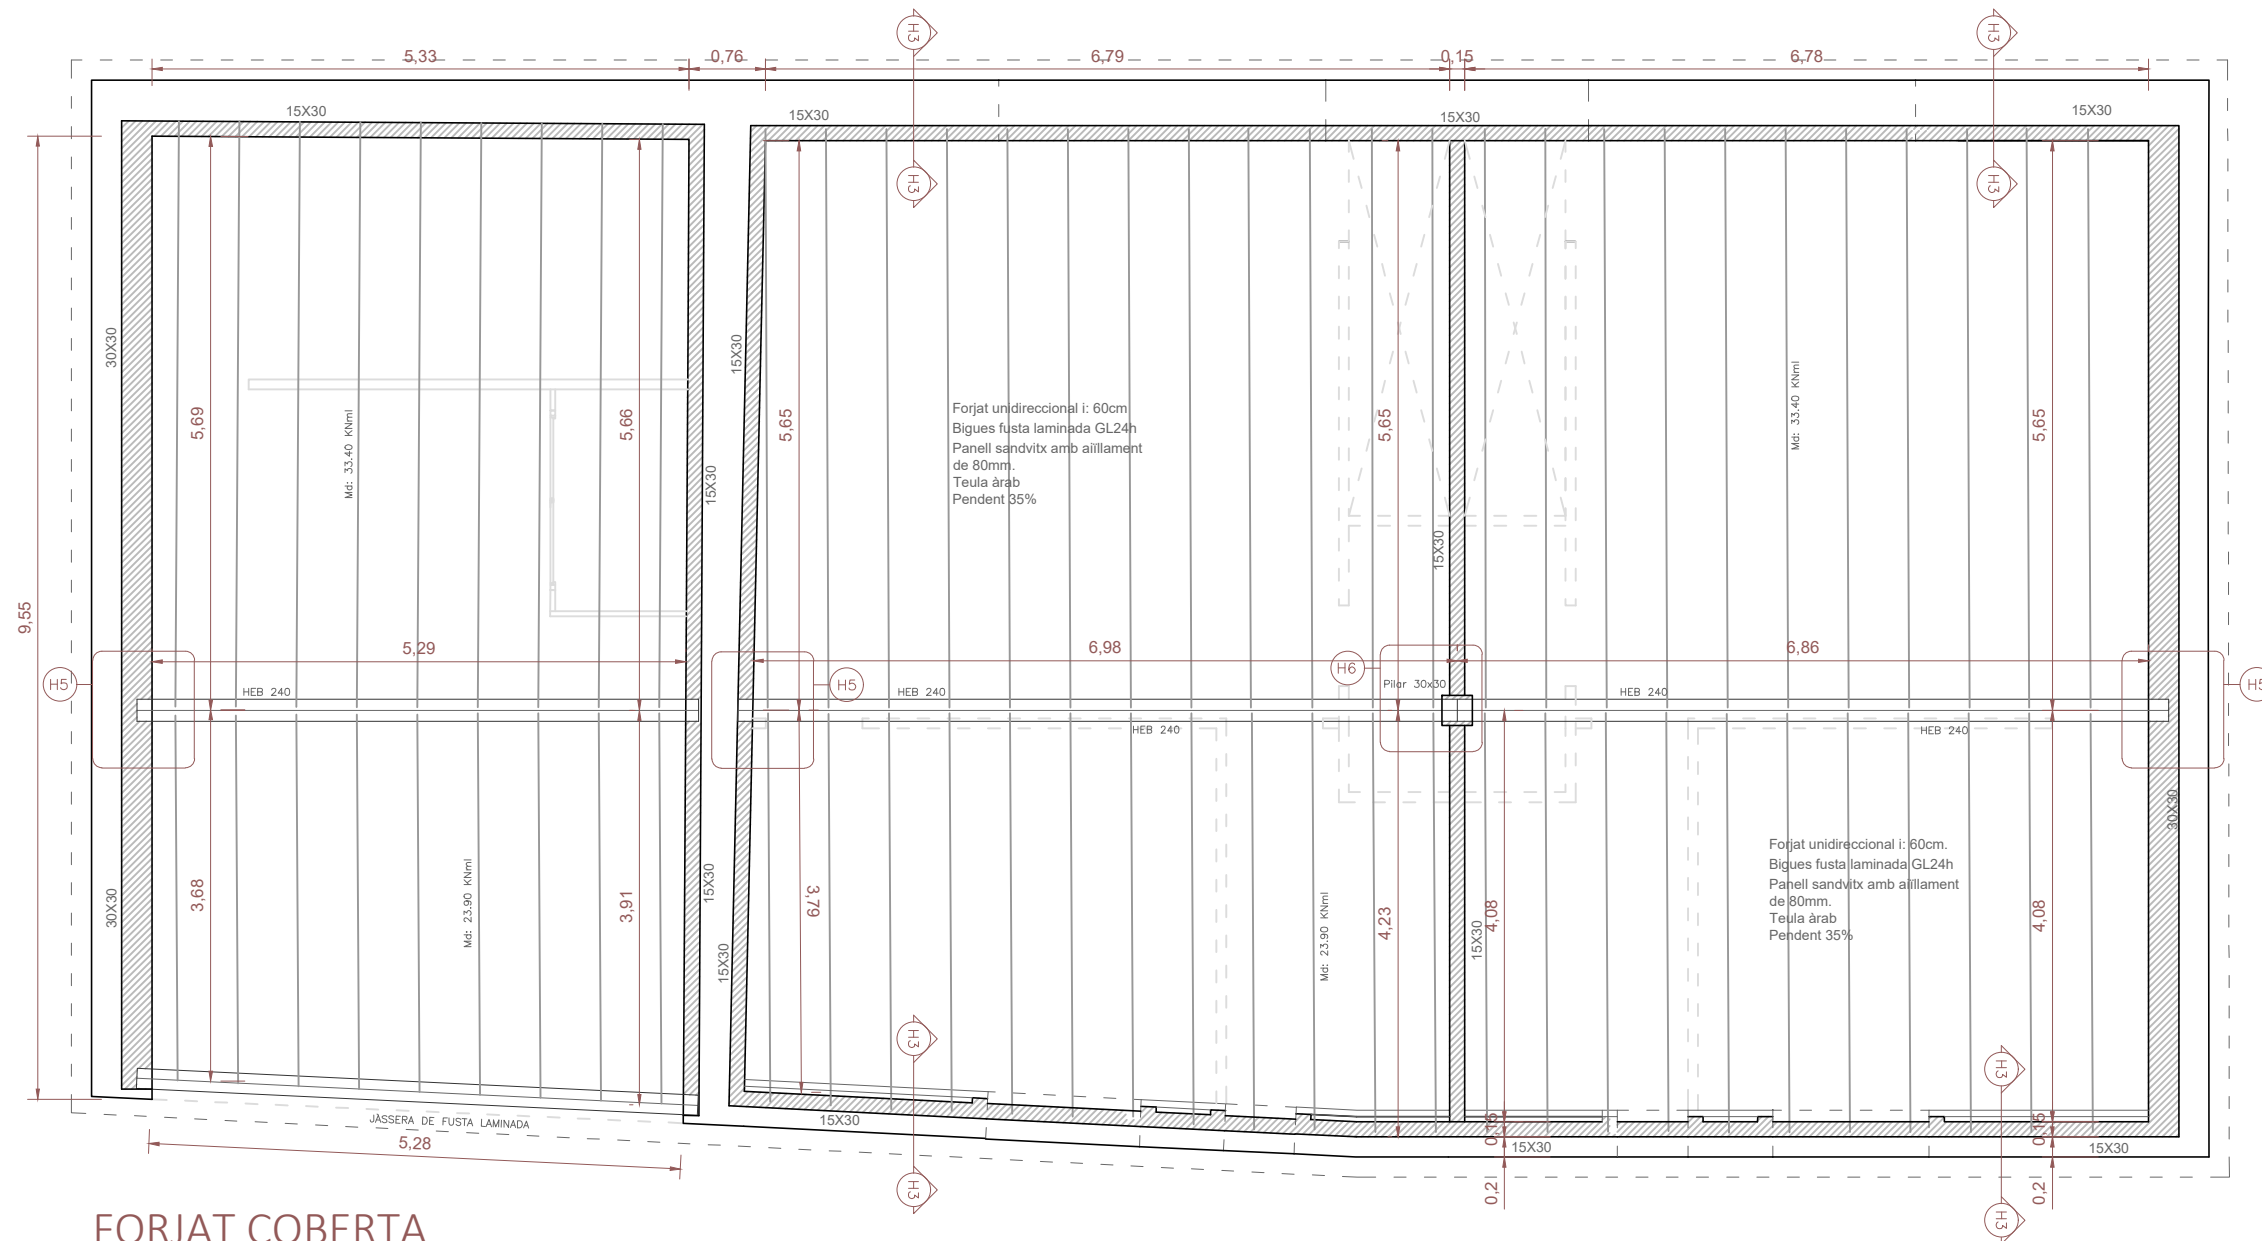 H3
H3
5,33
0,76
6,79
0,15
6,78
15X30
15X30
15X30
15X30
H3
H3
30X30
15X30
15X30
15X30
5,69
5,66
5,65
5,65
5,65
Md: 33.40 KNml
Md: 33.40 KNml
Forjat unidireccional i: 60cm
Bigues fusta laminada GL24h
Panell sandvitx amb aiïllament
de 80mm.
Teula àrab
Pendent 35%
9,55
5,29
6,98
6,86
H5
H5
H6
H5
HEB 240
HEB 240
Pilar 30x30
HEB 240
HEB 240
HEB 240
30X30
30X30
15X30
15X30
15X30
3,68
3,91
3,79
4,23
4,08
4,08
Md: 23.90 KNml
Md: 23.90 KNml
Forjat unidireccional i: 60cm.
Bigues fusta laminada GL24h
Panell sandvitx amb aiïllament
de 80mm.
Teula àrab
Pendent 35%
H3
H3
JÀSSERA DE FUSTA LAMINADA
15X30
0,15
0,15
15X30
15X30
5,28
0,2
0,2
H3
H3
FORJAT COBERTA